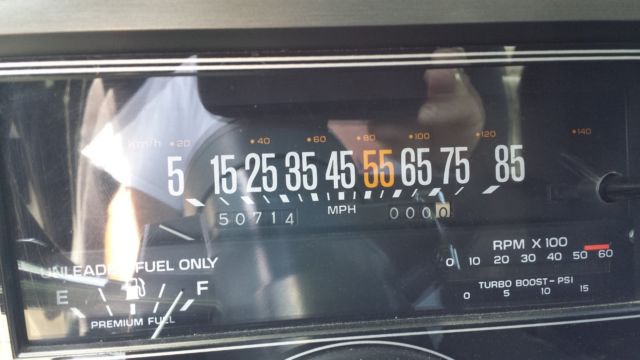 Km/h 20 40 60 80 100 120 140
5 15 25 35 45 55 65 75 85
50714 MPH 0000
UNLEADED FUEL ONLY
RPM X 100
0 10 20 30 40 50 60
E F
TURBO BOOST-PSI
0 5 10 15
PREMIUM FUEL